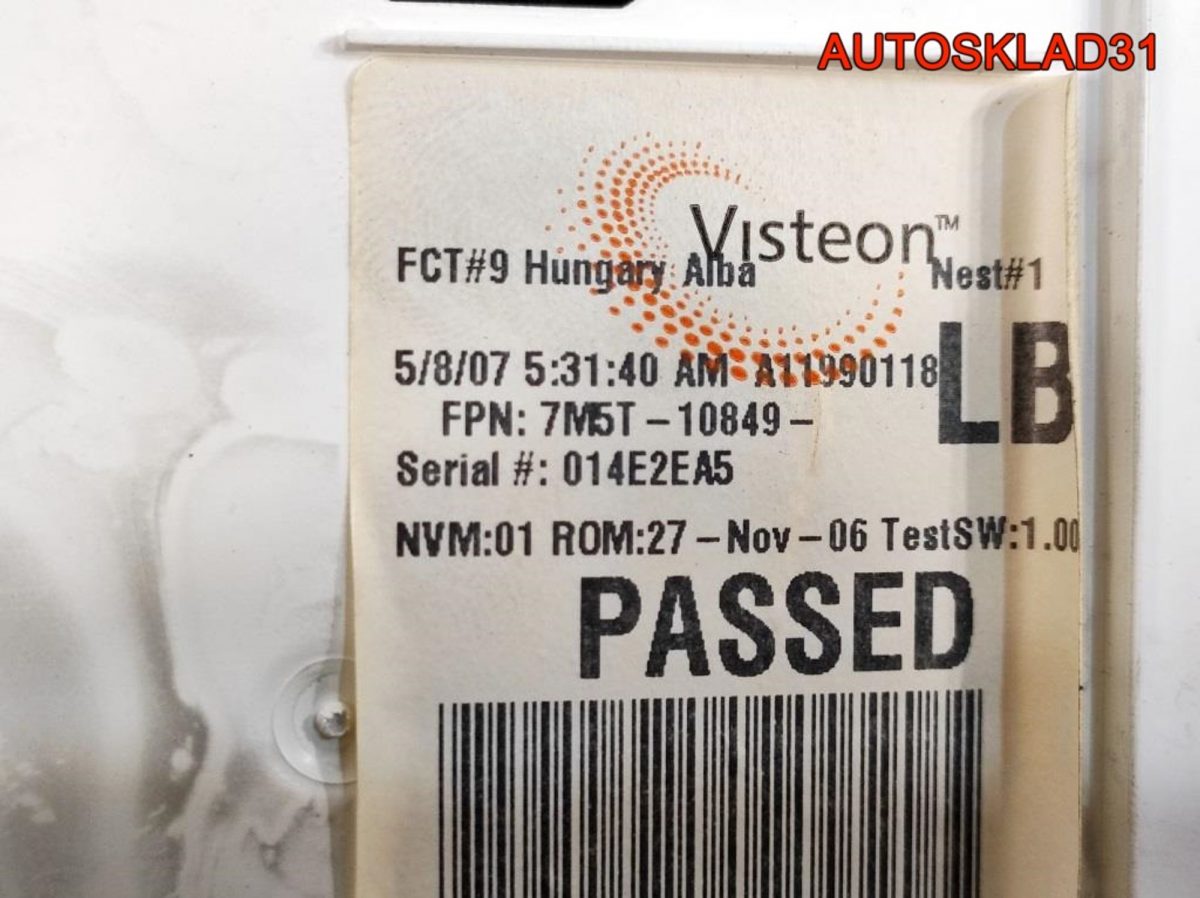 AUTOSKLAD31
Visteon™
FCT#9 Hungary Alba Nest#1
5/8/07 5:31:40 AM A11990118
LB
FPN: 7M5T-10849-
Serial #: 014E2EA5
NVM:01 ROM:27-Nov-06 TestSW:1.00
PASSED